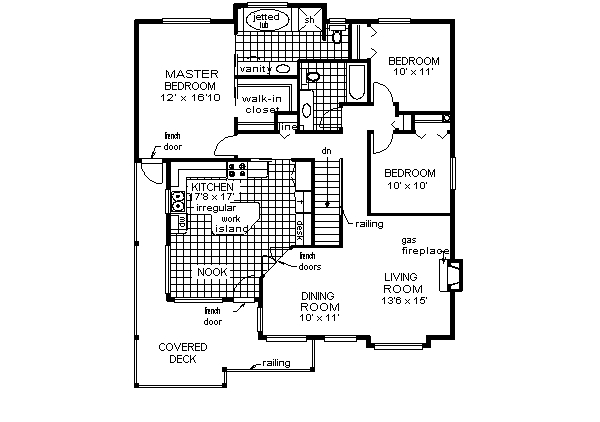 jetted
tub
sh
MASTER
BEDROOM
12' x 16'10
vanity
walk-in
closet
linen
BEDROOM
10' x 11'
french
door
dn
BEDROOM
10' x 10'
KITCHEN
17'8 x 17'
irregular
work
island
desk
railing
gas
fireplace
NOOK
french
doors
LIVING
ROOM
13'6 x 15'
DINING
ROOM
10' x 11'
french
door
COVERED
DECK
railing